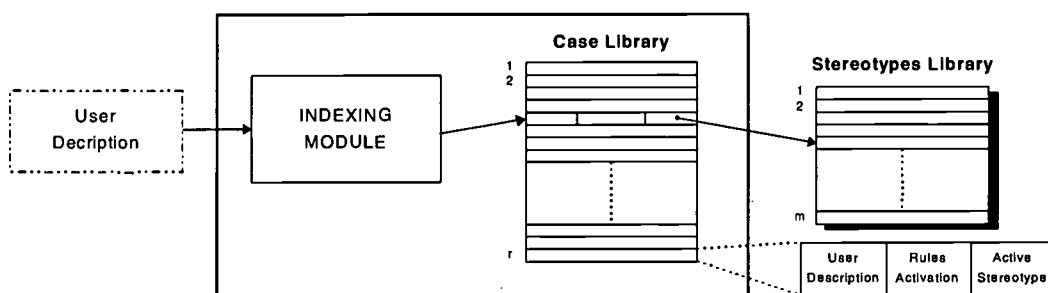 Case Library
1
2
r
Stereotypes Library
1
2
m
User
Decription
INDEXING
MODULE
User
Description
Rules
Activation
Active
Stereotype